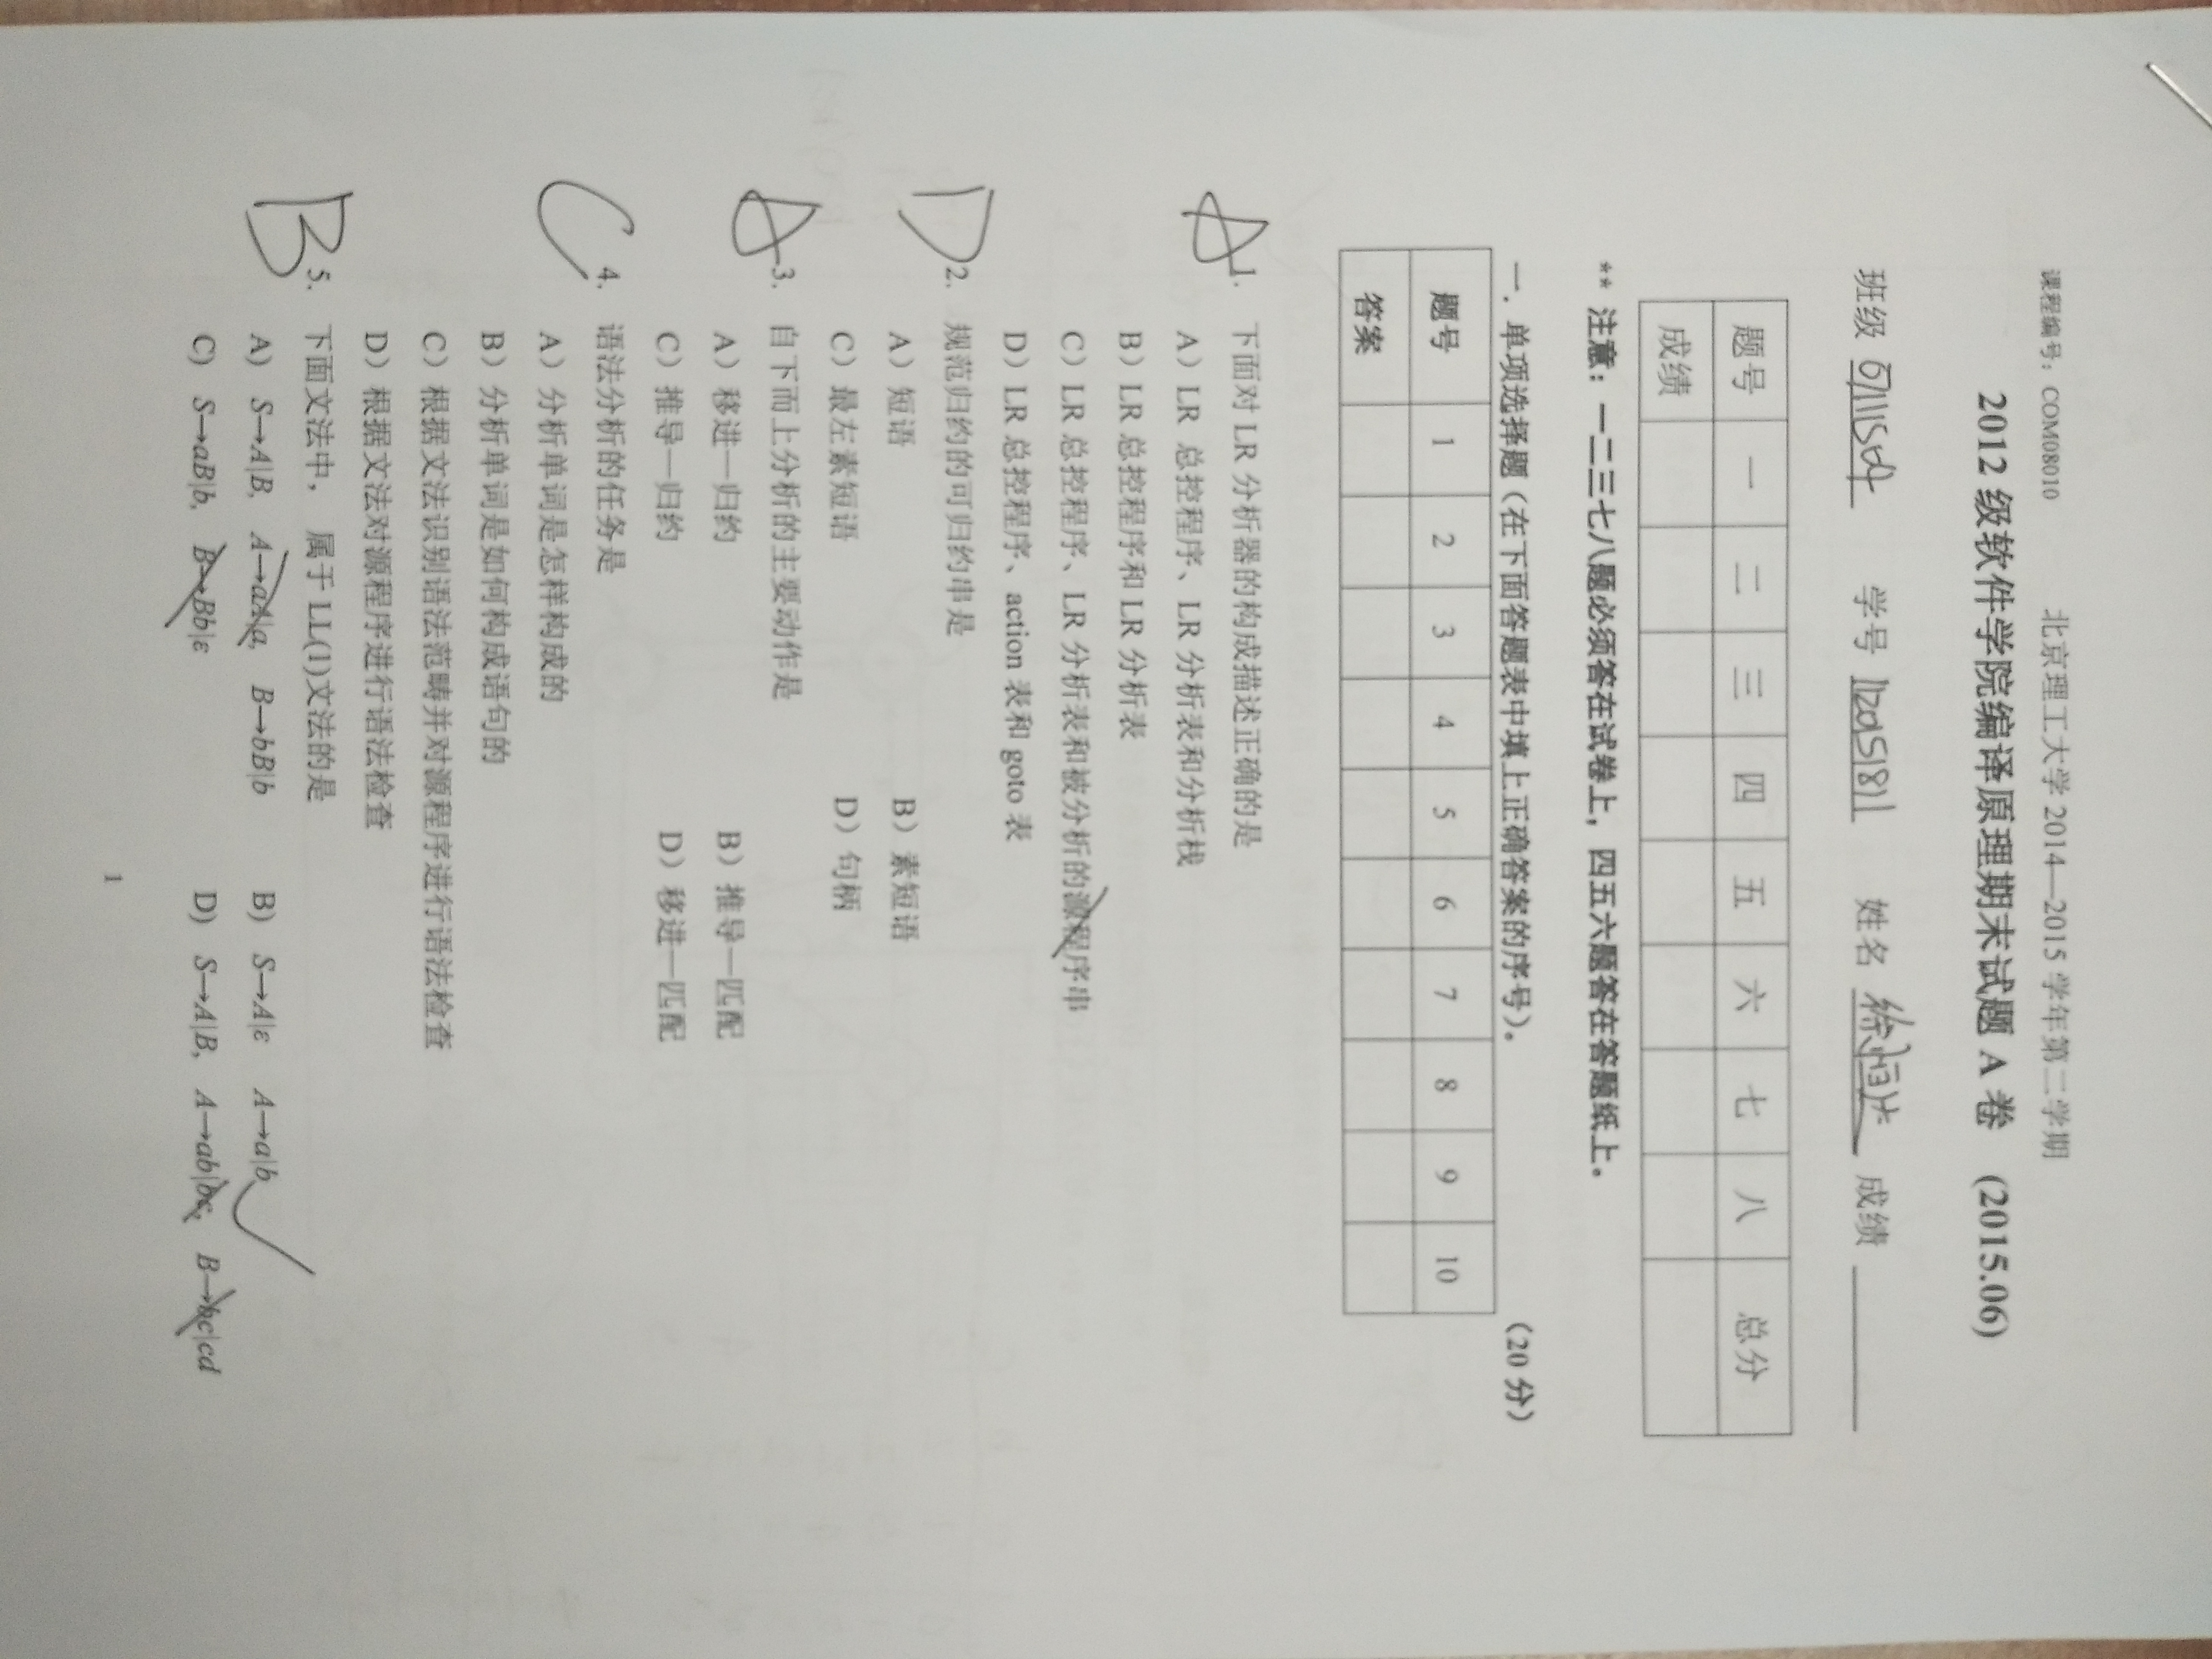 课程编号：COM08010 北京理工大学 2014—2015 学年第二学期
2012 级软件学院编译原理期末试题 A 卷 (2015.06)
班级 学号 1120151811 姓名 徐 成绩
题号 一 二 三 四 五 六 七 八 总分
成绩
** 注意：一二三七八题必须答在试卷上，四五六题答在答题纸上。
一．单项选择题（在下面答题表中填上正确答案的序号）。 （20 分）
题号 1 2 3 4 5 6 7 8 9 10
答案
A 1. 下面对 LR 分析器的构成描述正确的是
A）LR 总控程序、LR 分析表和分析栈
B）LR 总控程序和 LR 分析表
C）LR 总控程序、LR 分析表和被分析的源程序串
D）LR 总控程序、action 表和 goto 表
D 2. 规范归约的可归约串是
A）短语 B）素短语
C）最左素短语 D）句柄
A 3. 自下而上分析的主要动作是
A）移进—归约 B）推导—匹配
C）推导—归约 D）移进—匹配
C 4. 语法分析的任务是
A）分析单词是怎样构成的
B）分析单词是如何构成语句的
C）根据文法识别语法范畴并对源程序进行语法检查
D）根据文法对源程序进行语法检查
B 5. 下面文法中，属于 LL(1)文法的是
A) S→A|B, A→aA|a, B→bB|b B) S→A|ε A→a|b
C) S→aB|b, B→Bb|ε D) S→A|B, A→ab|bc, B→bc|cd
1